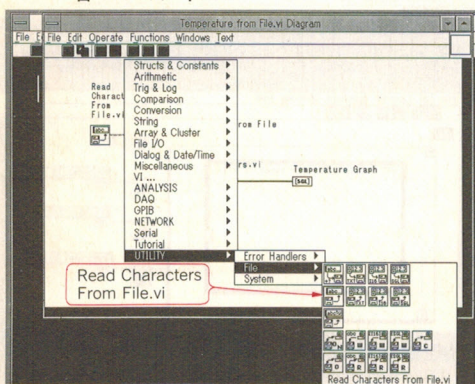 Temperature from File.vi Diagram
File Edit Operate Functions Windows Text
Structs & Constants
Arithmetic
Trig & Log
Comparison
Conversion
String
Array & Cluster
File I/O
Dialog & Date/Time
Miscellaneous
VI ...
ANALYSIS
DAQ
GPIB
NETWORK
Serial
Tutorial
UTILITY
Read
Charact
From
File.vi
rom File
rs.vi
Temperature Graph
Error Handlers
File
System
Read Characters
From File.vi
Read Characters From File.vi